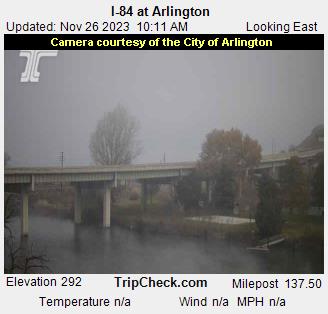 I-84 at Arlington
Updated: Nov 26 2023 10:11 AM Looking East
Camera courtesy of the City of Arlington
Elevation 292 TripCheck.com Milepost 137.50
Temperature n/a Wind n/a MPH n/a